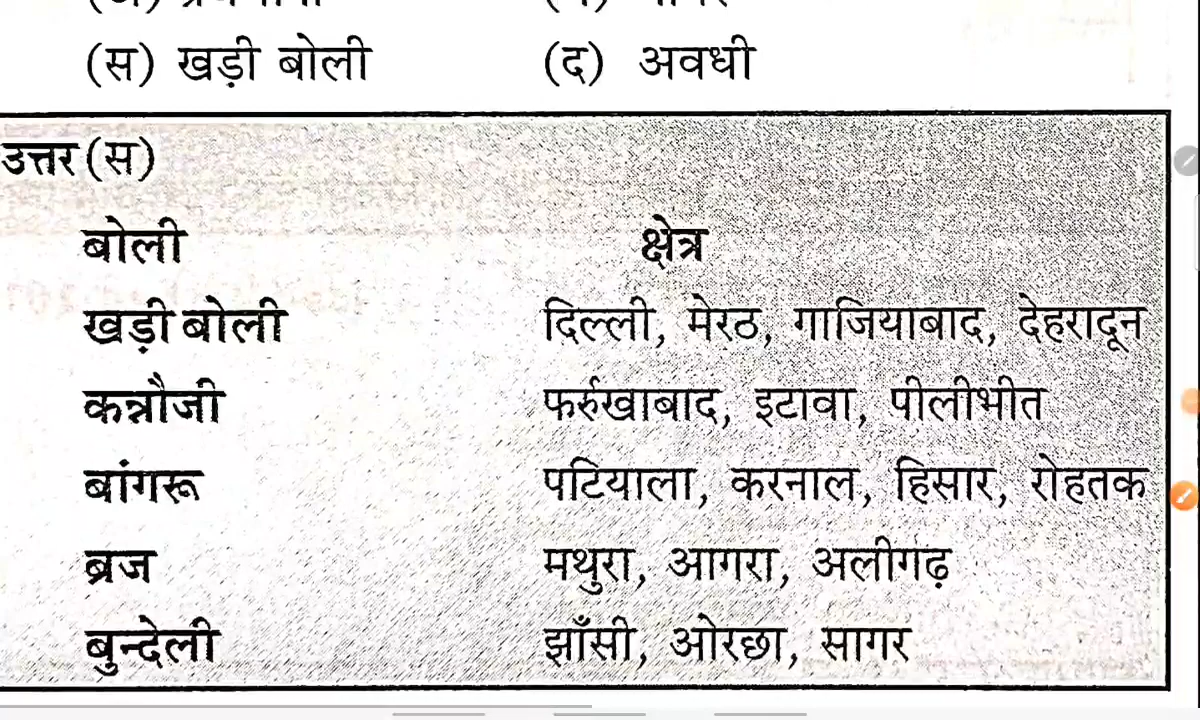 (स) खड़ी बोली (द) अवधी
उत्तर (स)
बोली क्षेत्र
खड़ी बोली दिल्ली, मेरठ, गाजियाबाद, देहरादून
कन्नौजी फर्रुखाबाद, इटावा, पीलीभीत
बांगरू पटियाला, करनाल, हिसार, रोहतक
ब्रज मथुरा, आगरा, अलीगढ़
बुन्देली झाँसी, ओरछा, सागर